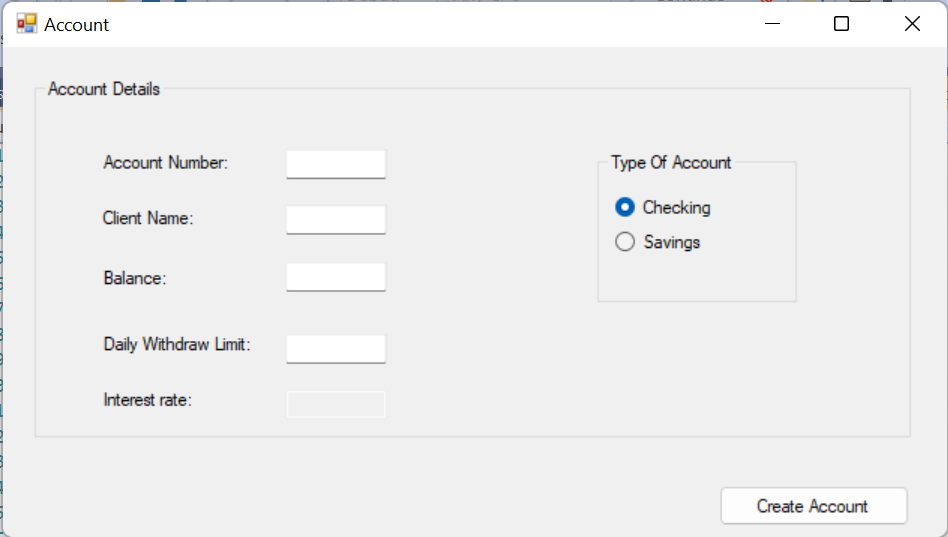 Account
Account Details
Account Number:
Client Name:
Balance:
Daily Withdraw Limit:
Interest rate:
Type Of Account
Checking
Savings
Create Account